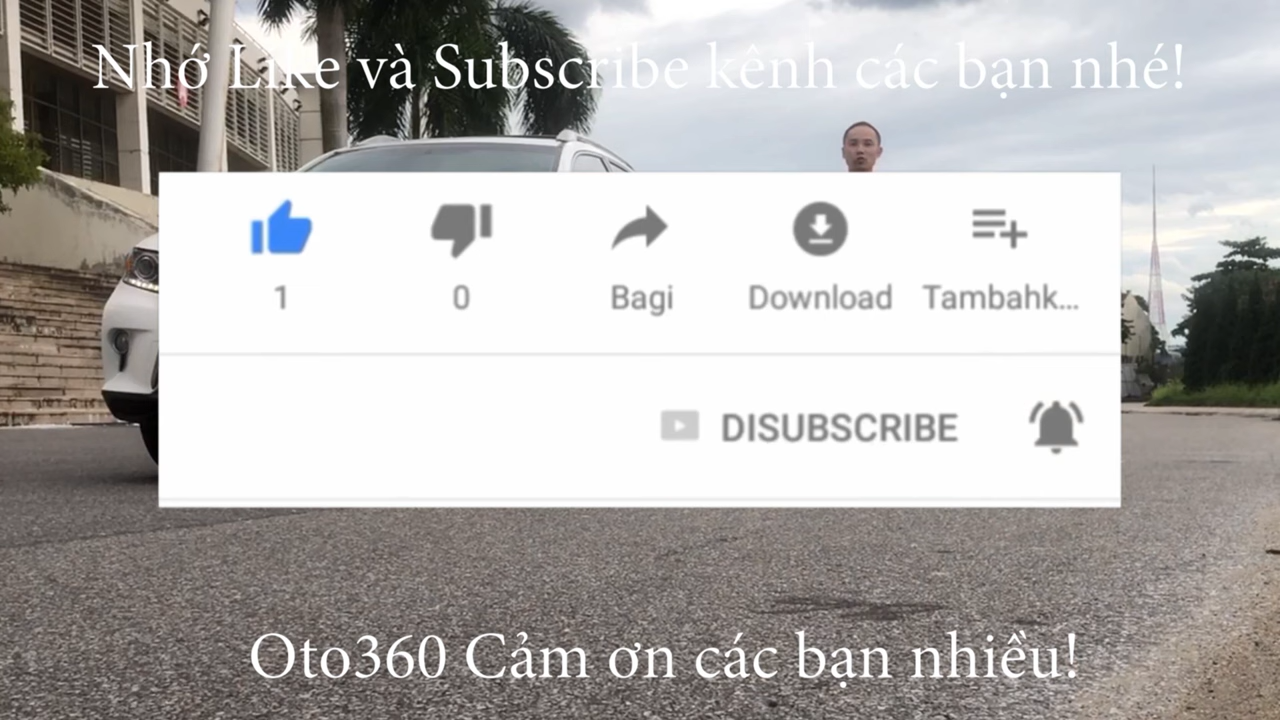 Nhớ Like và Subscribe kênh các bạn nhé!
1 0 Bagi Download Tambahk...
DISUBSCRIBE
Oto360 Cảm ơn các bạn nhiều!